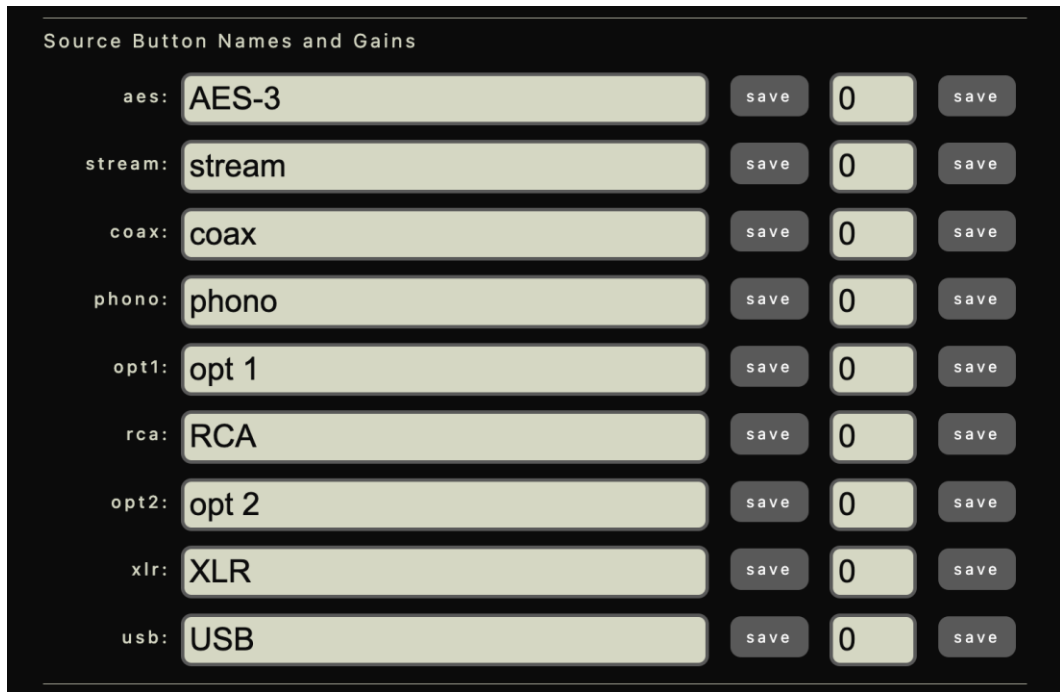 Source Button Names and Gains
aes: AES-3 save 0 save
stream: stream save 0 save
coax: coax save 0 save
phono: phono save 0 save
opt1: opt 1 save 0 save
rca: RCA save 0 save
opt2: opt 2 save 0 save
xlr: XLR save 0 save
usb: USB save 0 save